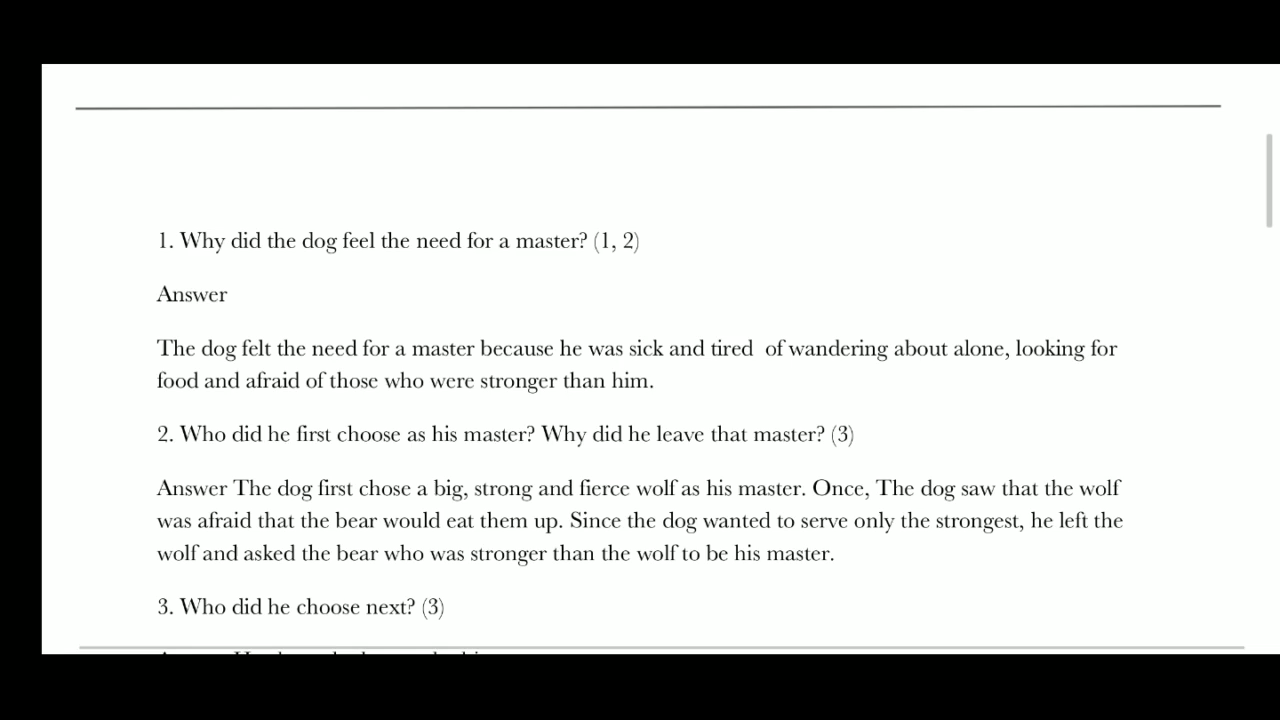 1. Why did the dog feel the need for a master? (1, 2)
Answer
The dog felt the need for a master because he was sick and tired of wandering about alone, looking for
food and afraid of those who were stronger than him.
2. Who did he first choose as his master? Why did he leave that master? (3)
Answer The dog first chose a big, strong and fierce wolf as his master. Once, The dog saw that the wolf
was afraid that the bear would eat them up. Since the dog wanted to serve only the strongest, he left the
wolf and asked the bear who was stronger than the wolf to be his master.
3. Who did he choose next? (3)